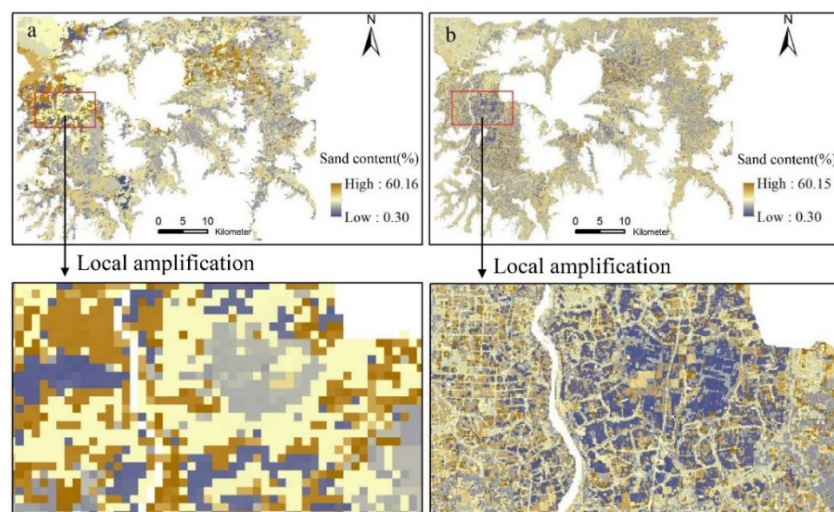 a
N
Sand content(%)
High : 60.16
Low : 0.30
0 5 10
Kilometer
Local amplification
b
N
Sand content(%)
High : 60.15
Low : 0.30
0 5 10
Kilometer
Local amplification